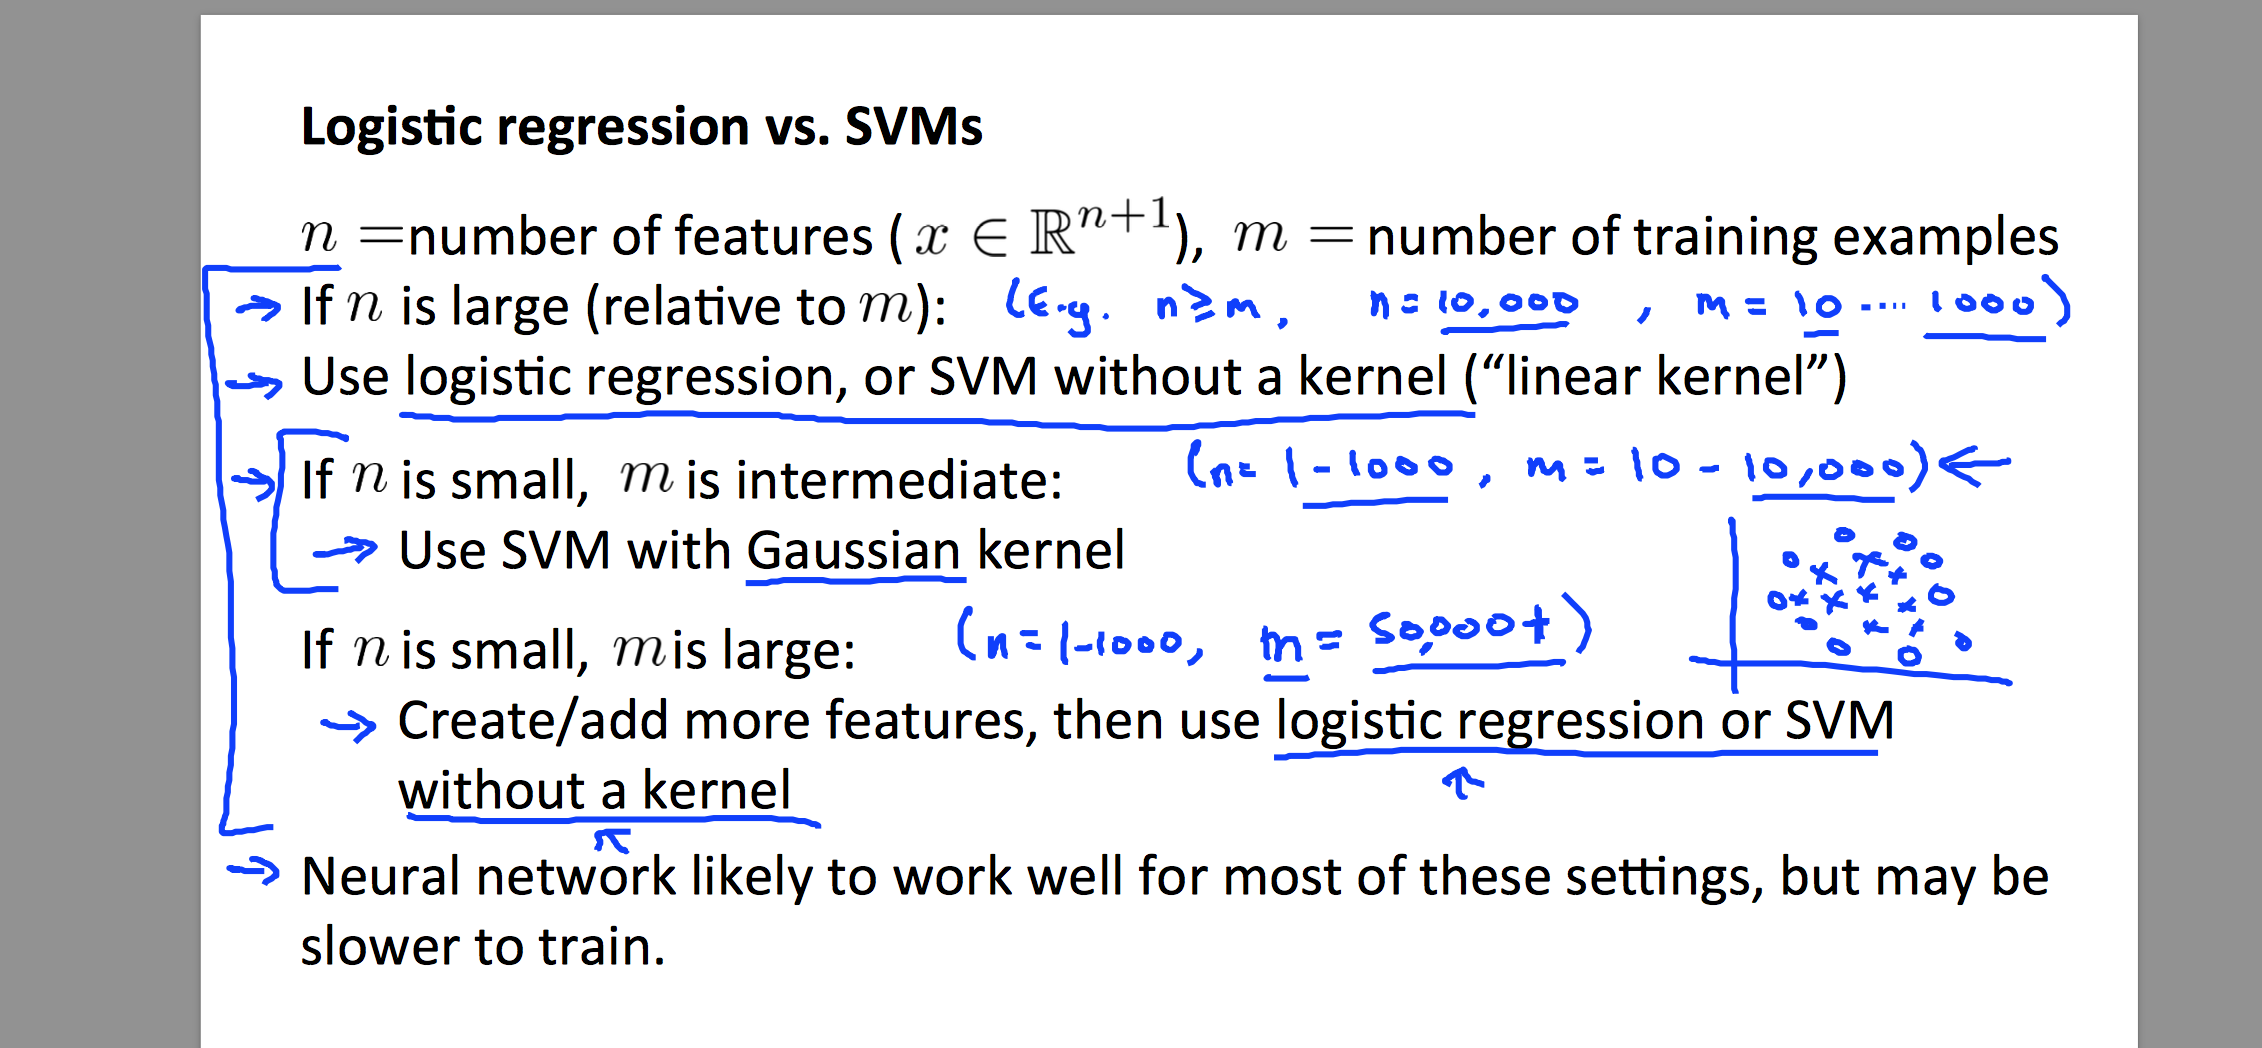 Logistic regression vs. SVMs
n =number of features ( x ∈ ℝⁿ⁺¹), m = number of training examples
→ If n is large (relative to m): (E.g. n≥m, n=10,000, m=10 ···· 1000)
→ Use logistic regression, or SVM without a kernel (“linear kernel”)
→ If n is small, m is intermediate: (n=1-1000, m=10-10,000) ←
→ Use SVM with Gaussian kernel
If n is small, m is large: (n=1-1000, m=50,000+)
→ Create/add more features, then use logistic regression or SVM
without a kernel
→ Neural network likely to work well for most of these settings, but may be
slower to train.